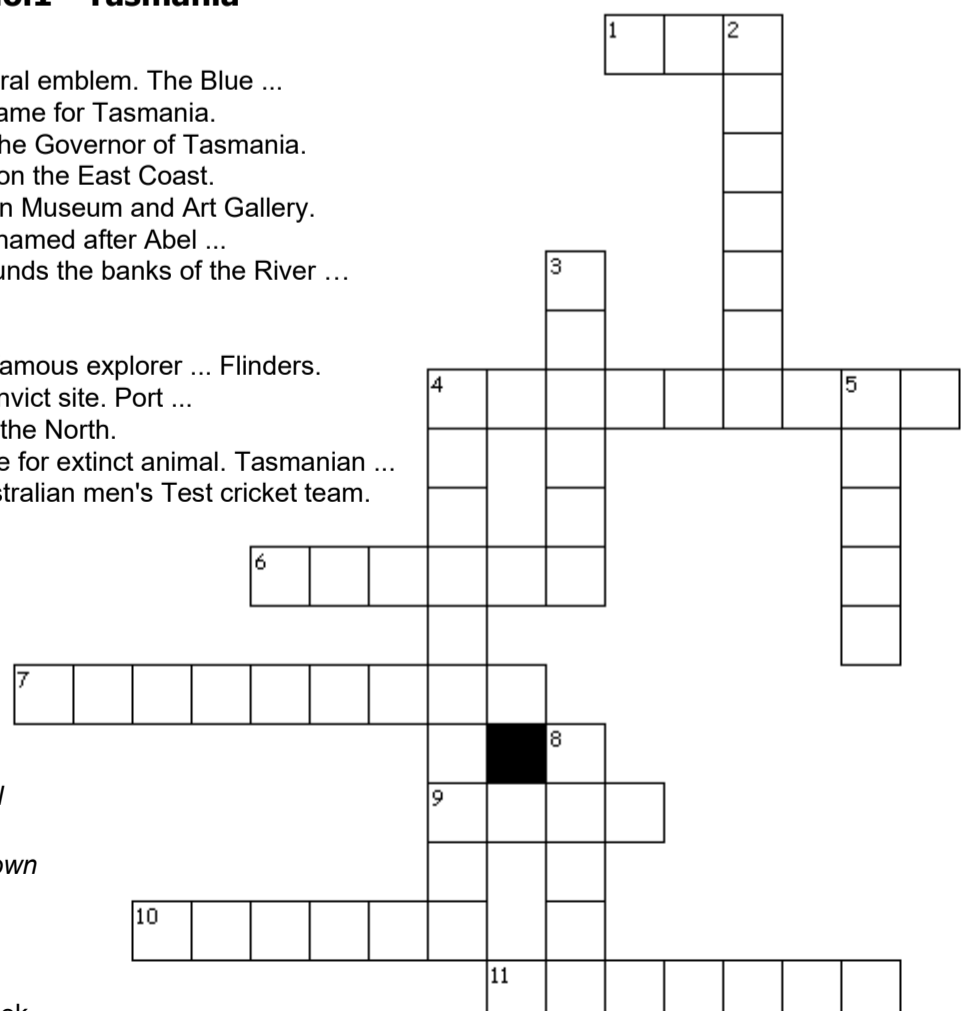 Tasmania
1 2
ral emblem. The Blue ...
ame for Tasmania.
he Governor of Tasmania.
on the East Coast.
n Museum and Art Gallery.
named after Abel ...
unds the banks of the River …
3
amous explorer ... Flinders.
4 5
nvict site. Port ...
the North.
e for extinct animal. Tasmanian ...
stralian men's Test cricket team.
6
7
8
9
own
10
11